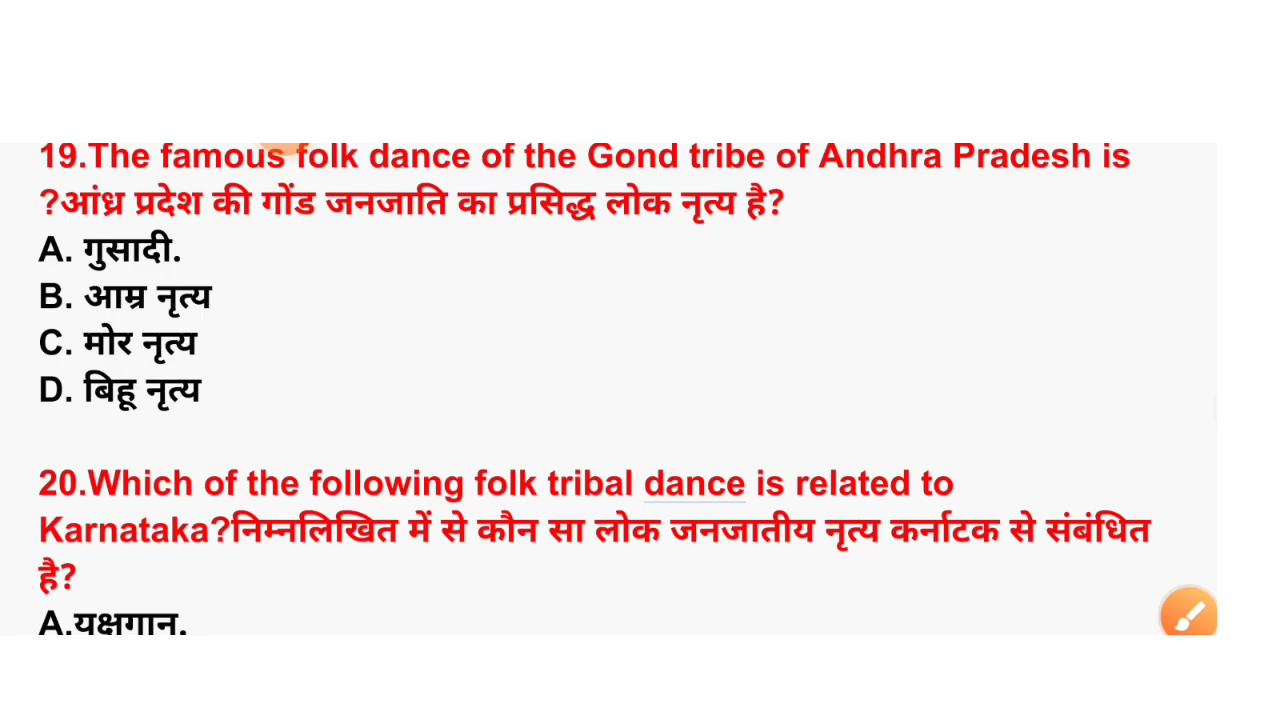 19.The famous folk dance of the Gond tribe of Andhra Pradesh is
?आंध्र प्रदेश की गोंड जनजाति का प्रसिद्ध लोक नृत्य है?
A. गुसादी.
B. आम्र नृत्य
C. मोर नृत्य
D. बिहू नृत्य
20.Which of the following folk tribal dance is related to
Karnataka?निम्नलिखित में से कौन सा लोक जनजातीय नृत्य कर्नाटक से संबंधित
है?
A.यक्षगान.